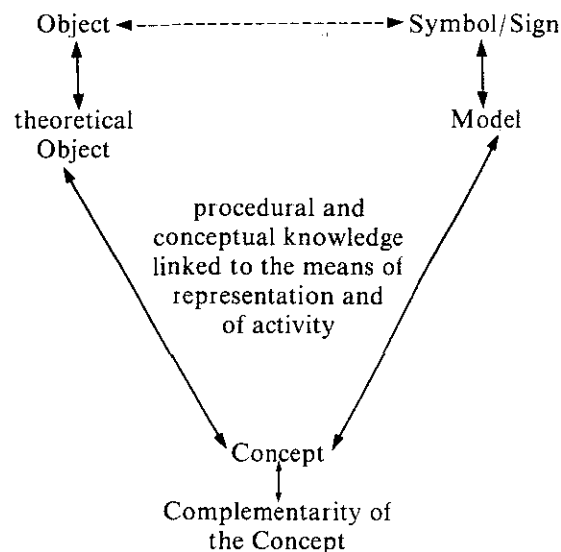 Object Symbol/Sign
theoretical
Object
Model
procedural and
conceptual knowledge
linked to the means of
representation and
of activity
Concept
Complementarity of
the Concept